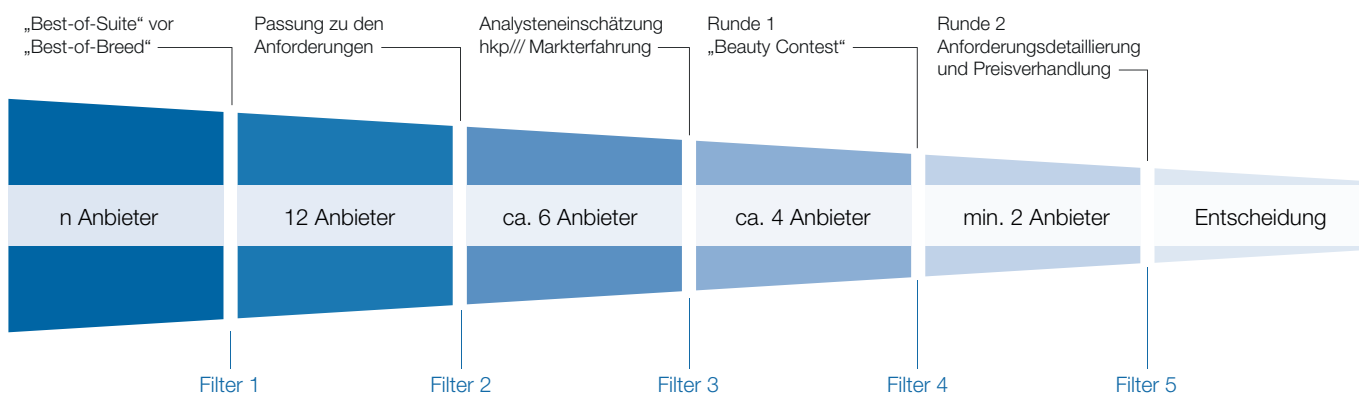 „Best-of-Suite“ vor
„Best-of-Breed“
Passung zu den
Anforderungen
Analysteneinschätzung
hkp/// Markterfahrung
Runde 1
„Beauty Contest“
Runde 2
Anforderungsdetaillierung
und Preisverhandlung
n Anbieter
12 Anbieter
ca. 6 Anbieter
ca. 4 Anbieter
min. 2 Anbieter
Entscheidung
Filter 1
Filter 2
Filter 3
Filter 4
Filter 5